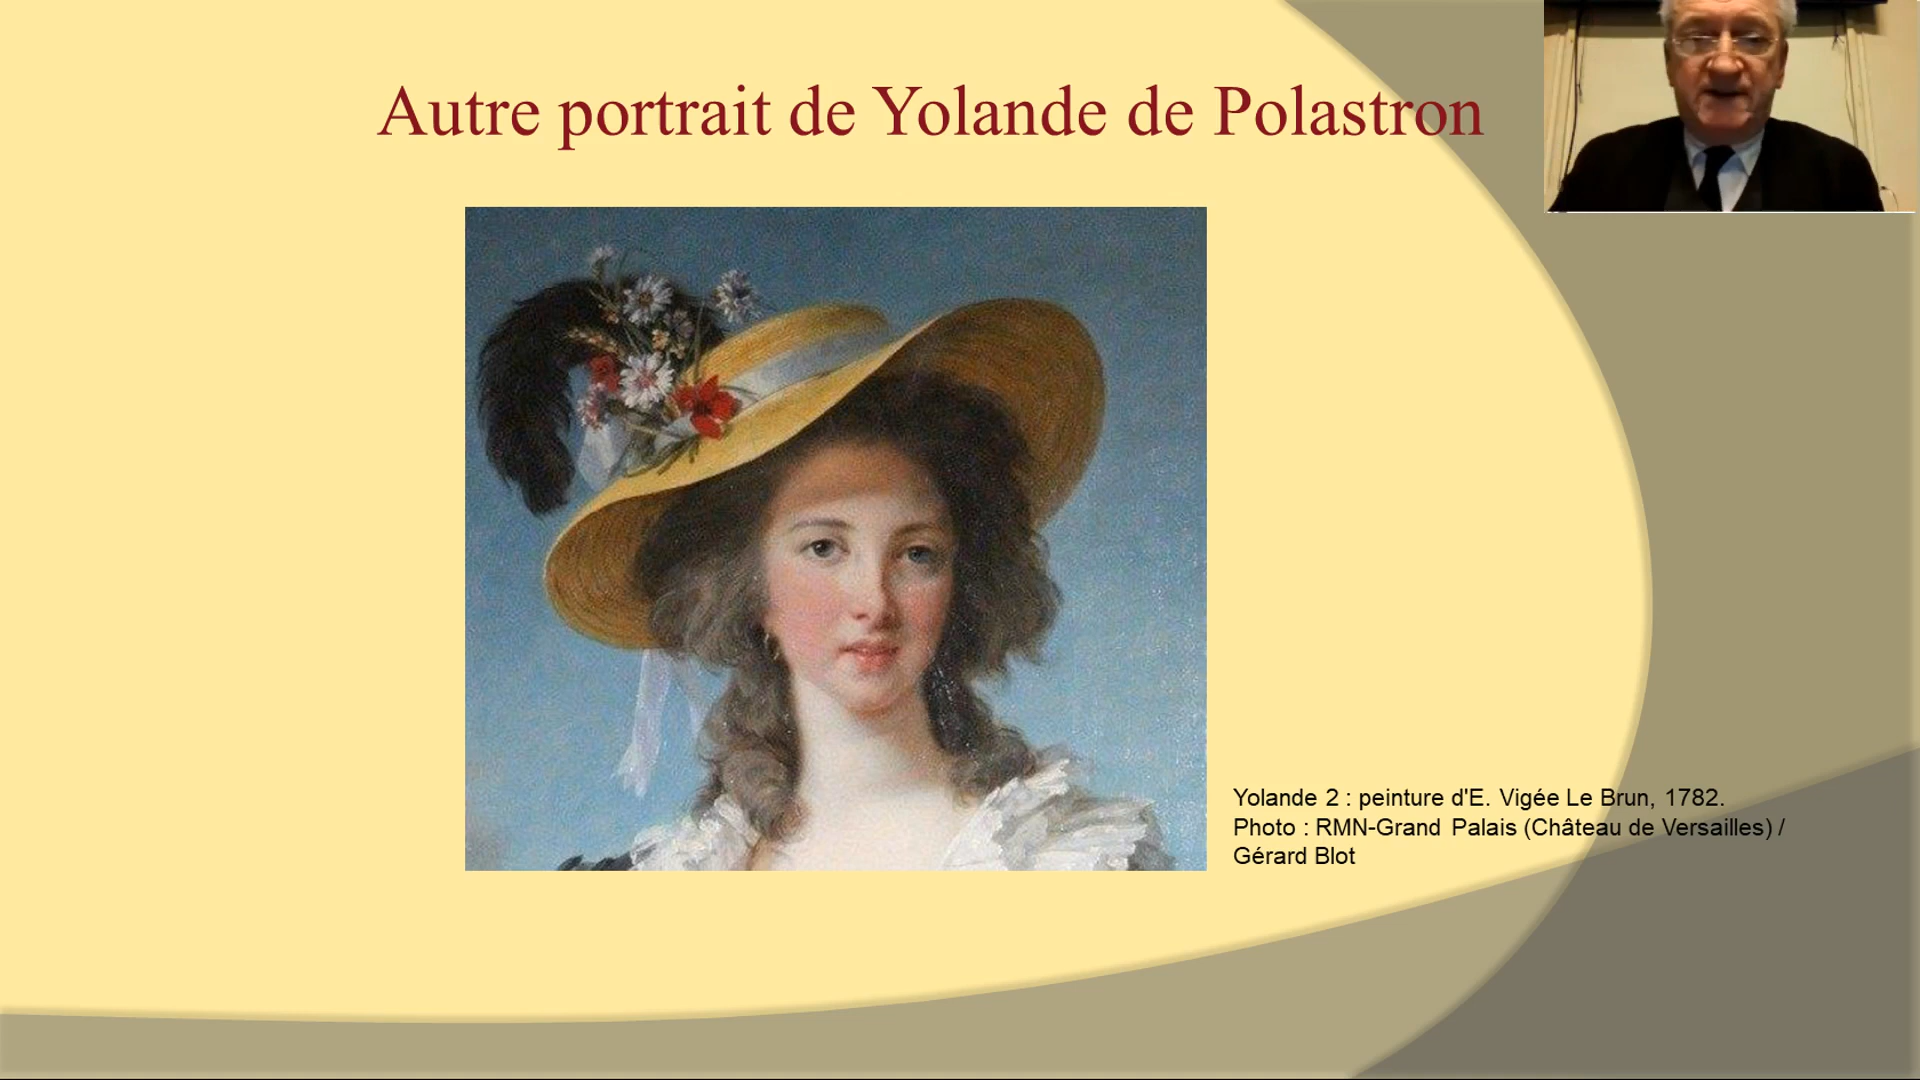 Autre portrait de Yolande de Polastron
Yolande 2 : peinture d'E. Vigée Le Brun, 1782.
Photo : RMN-Grand Palais (Château de Versailles) /
Gérard Blot